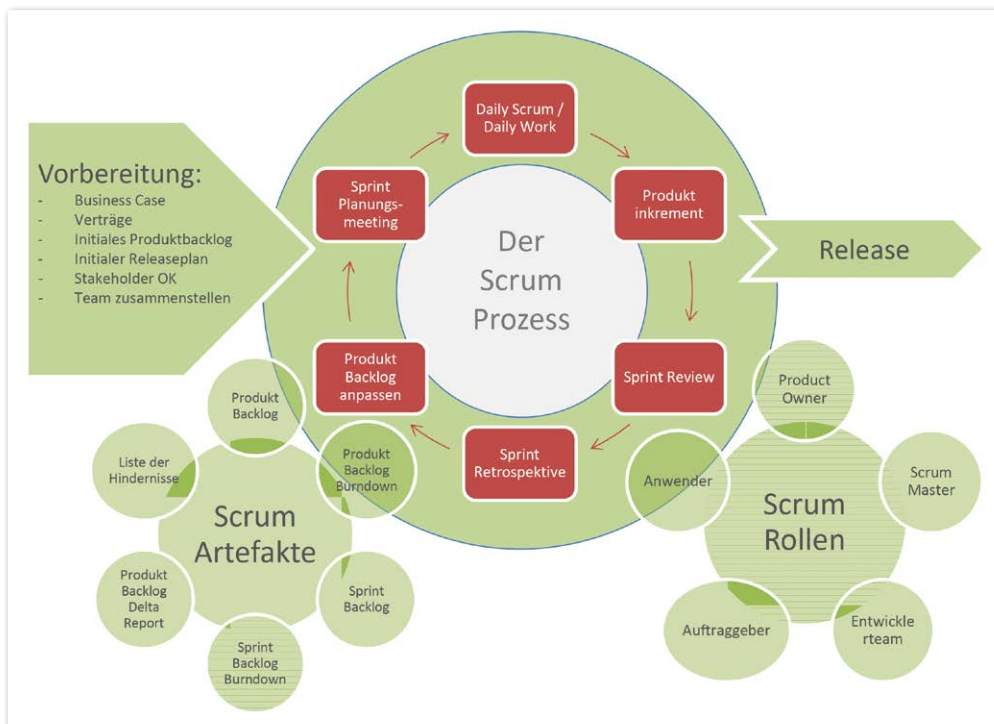 Vorbereitung:
- Business Case
- Verträge
- Initiales Produktbacklog
- Initialer Releaseplan
- Stakeholder OK
- Team zusammenstellen
Daily Scrum /
Daily Work
Sprint
Planungs-
meeting
Produkt
inkrement
Der
Scrum
Prozess
Release
Produkt
Backlog
anpassen
Sprint Review
Sprint
Retrospektive
Produkt
Backlog
Liste der
Hindernisse
Produkt
Backlog
Burndown
Scrum
Artefakte
Produkt
Backlog
Delta
Report
Sprint
Backlog
Sprint
Backlog
Burndown
Product
Owner
Anwender
Scrum
Master
Scrum
Rollen
Auftraggeber
Entwickle
rteam